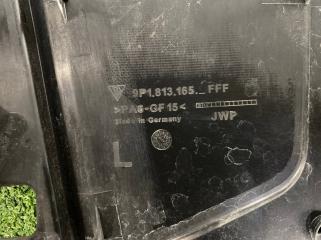 9P1.813.165._ FFF
>PA6-GF15<
Made in Germany
JWP
L